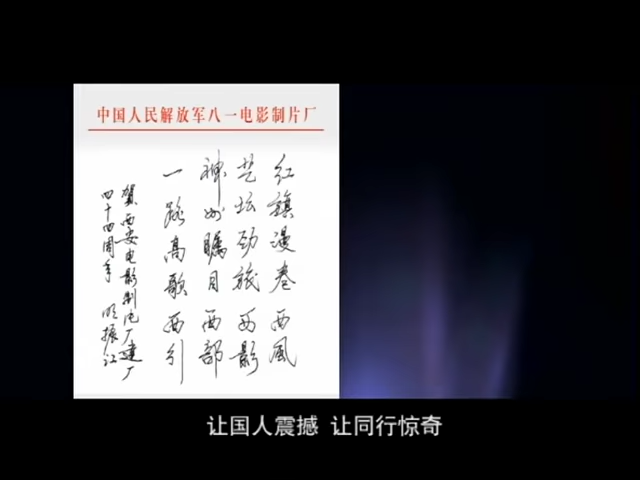 中国人民解放军八一电影制片厂
红旗漫卷西風
艺坛劲旅西影
神州瞩目西部
一路高歌西引
贺西安电影制片厂建厂
四十四周年 明振江
让国人震撼 让同行惊奇